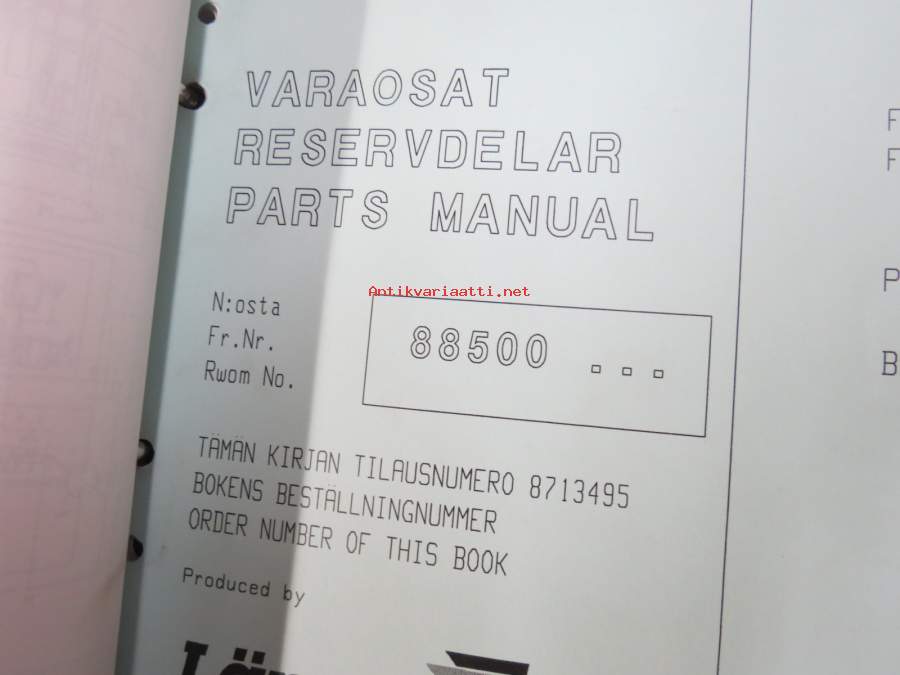 VARAOSAT
RESERVDELAR
PARTS MANUAL
Antikvariaatti.net
N:osta
Fr.Nr.
Rwom No.
88500 ...
TÄMÄN KIRJAN TILAUSNUMERO 8713495
BOKENS BESTÄLLNINGNUMMER
ORDER NUMBER OF THIS BOOK
Produced by
F
F
P
B